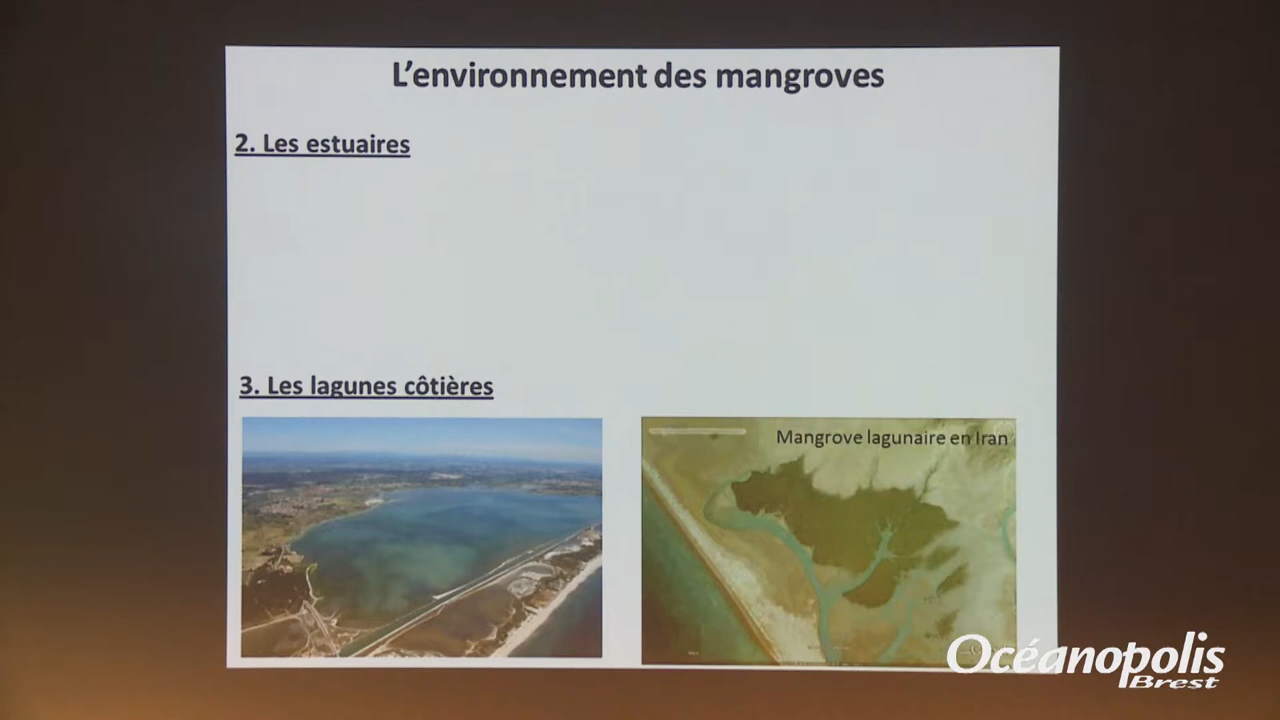 L'environnement des mangroves
2. Les estuaires
3. Les lagunes côtières
Mangrove lagunaire en Iran
Océanopolis
Brest